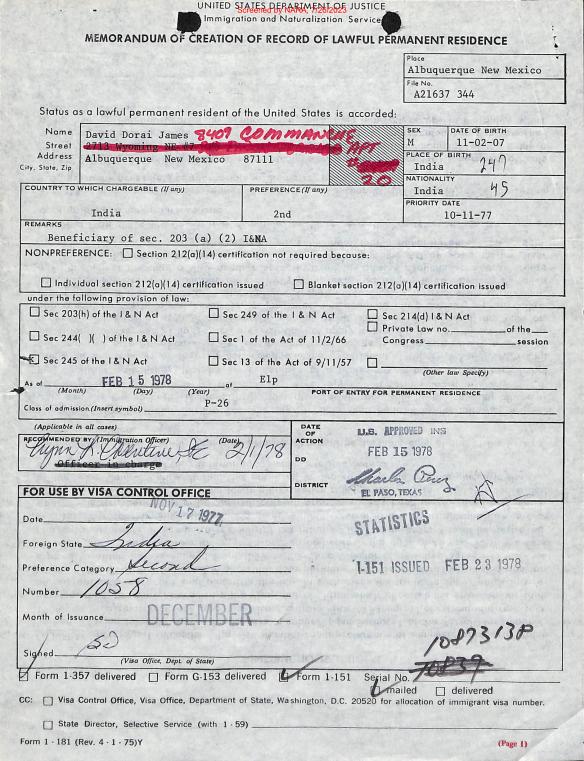 UNITED STATES DEPARTMENT OF JUSTICE
Screened by NARA, 7/26/2023
Immigration and Naturalization Service
MEMORANDUM OF CREATION OF RECORD OF LAWFUL PERMANENT RESIDENCE
Place
Albuquerque New Mexico
File No.
A21637 344
Status as a lawful permanent resident of the United States is accorded:
Name David Dorai James 8409 COMMANCHE
Street 2713 Wyoming NE #7 APT
Address Albuquerque New Mexico 87111 # 20
City, State, Zip
SEX M
DATE OF BIRTH 11-02-07
PLACE OF BIRTH
India 247
NATIONALITY
India 45
COUNTRY TO WHICH CHARGEABLE (If any)
India
PREFERENCE (If any)
2nd
PRIORITY DATE
10-11-77
REMARKS
Beneficiary of sec. 203 (a) (2) I&NA
NONPREFERENCE: Section 212(a)(14) certification not required because:
Individual section 212(a)(14) certification issued Blanket section 212(a)(14) certification issued
under the following provision of law:
Sec 203(h) of the I & N Act Sec 249 of the I & N Act Sec 214(d) I & N Act
Private Law no. of the
Sec 244( )( ) of the I & N Act Sec 1 of the Act of 11/2/66 Congress session
Sec 245 of the I & N Act Sec 13 of the Act of 9/11/57
(Other law Specify)
As of FEB 15 1978 at Elp
(Month) (Day) (Year) PORT OF ENTRY FOR PERMANENT RESIDENCE
Class of admission (Insert symbol) P-26
(Applicable in all cases)
RECOMMENDED BY: (Immigration Officer) (Date)
2/1/78
Officer in charge
DATE OF ACTION
DD
DISTRICT
U.S. APPROVED INS
FEB 15 1978
Charles Perez
EL PASO, TEXAS
FOR USE BY VISA CONTROL OFFICE
Date NOV 17 1977
Foreign State India
Preference Category Second
Number 1058
Month of Issuance DECEMBER
Signed
(Visa Office, Dept. of State)
STATISTICS
I-151 ISSUED FEB 23 1978
10873138
Form 1-357 delivered Form G-153 delivered Form 1-151 Serial No. 10839
mailed delivered
CC: Visa Control Office, Visa Office, Department of State, Washington, D.C. 20520 for allocation of immigrant visa number.
State Director, Selective Service (with 1-59)
Form 1-181 (Rev. 4-1-75)Y
(Page 1)